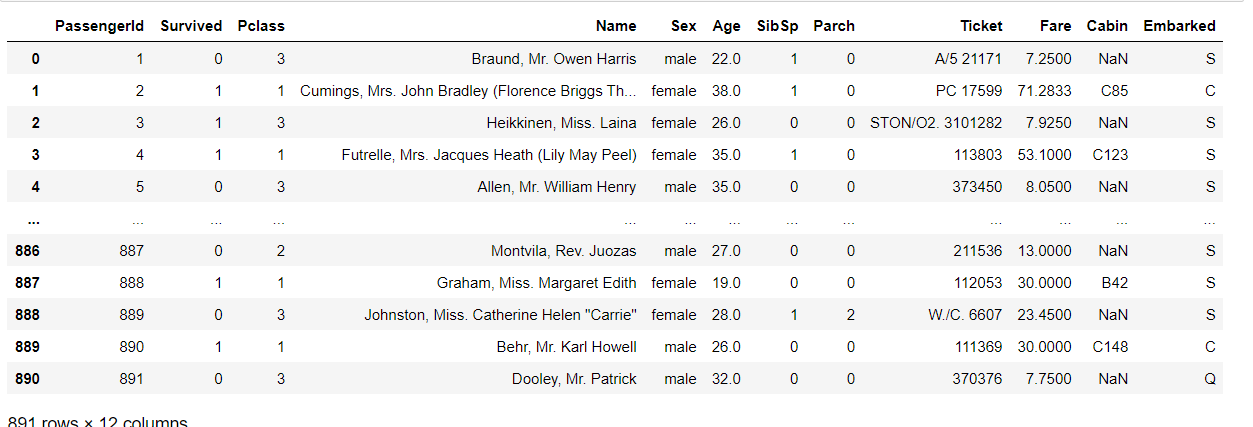 PassengerId Survived Pclass Name Sex Age SibSp Parch Ticket Fare Cabin Embarked
0 1 0 3 Braund, Mr. Owen Harris male 22.0 1 0 A/5 21171 7.2500 NaN S
1 2 1 1 Cumings, Mrs. John Bradley (Florence Briggs Th... female 38.0 1 0 PC 17599 71.2833 C85 C
2 3 1 3 Heikkinen, Miss. Laina female 26.0 0 0 STON/O2. 3101282 7.9250 NaN S
3 4 1 1 Futrelle, Mrs. Jacques Heath (Lily May Peel) female 35.0 1 0 113803 53.1000 C123 S
4 5 0 3 Allen, Mr. William Henry male 35.0 0 0 373450 8.0500 NaN S
... ... ... ... ... ... ... ... ... ... ... ... ...
886 887 0 2 Montvila, Rev. Juozas male 27.0 0 0 211536 13.0000 NaN S
887 888 1 1 Graham, Miss. Margaret Edith female 19.0 0 0 112053 30.0000 B42 S
888 889 0 3 Johnston, Miss. Catherine Helen "Carrie" female 28.0 1 2 W./C. 6607 23.4500 NaN S
889 890 1 1 Behr, Mr. Karl Howell male 26.0 0 0 111369 30.0000 C148 C
890 891 0 3 Dooley, Mr. Patrick male 32.0 0 0 370376 7.7500 NaN Q
891 rows × 12 columns